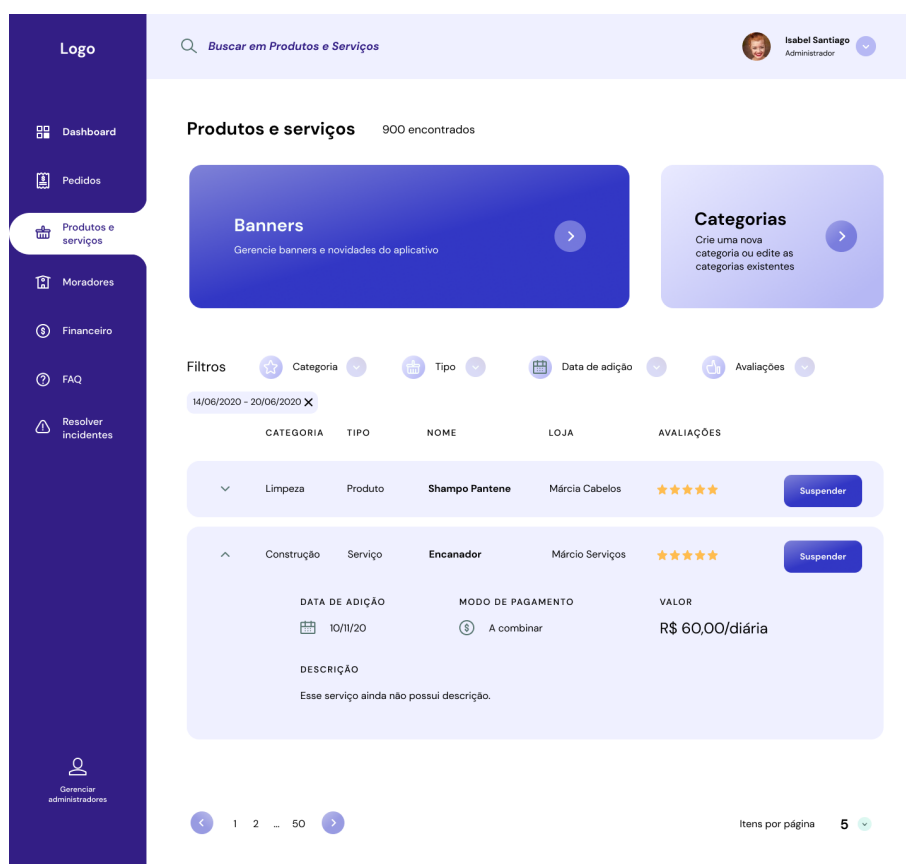 Logo
Buscar em Produtos e Serviços
Isabel Santiago
Administrador
Dashboard
Pedidos
Produtos e
serviços
Moradores
Financeiro
FAQ
Resolver
incidentes
Gerenciar
administradores
Produtos e serviços 900 encontrados
Banners
Gerencie banners e novidades do aplicativo
Categorias
Crie uma nova
categoria ou edite as
categorias existentes
Filtros Categoria Tipo Data de adição Avaliações
14/06/2020 - 20/06/2020 X
CATEGORIA TIPO NOME LOJA AVALIAÇÕES
Limpeza Produto Shampo Pantene Márcia Cabelos Suspender
Construção Serviço Encanador Márcio Serviços Suspender
DATA DE ADIÇÃO MODO DE PAGAMENTO VALOR
10/11/20 A combinar R$ 60,00/diária
DESCRIÇÃO
Esse serviço ainda não possui descrição.
1 2 ... 50 Itens por página 5